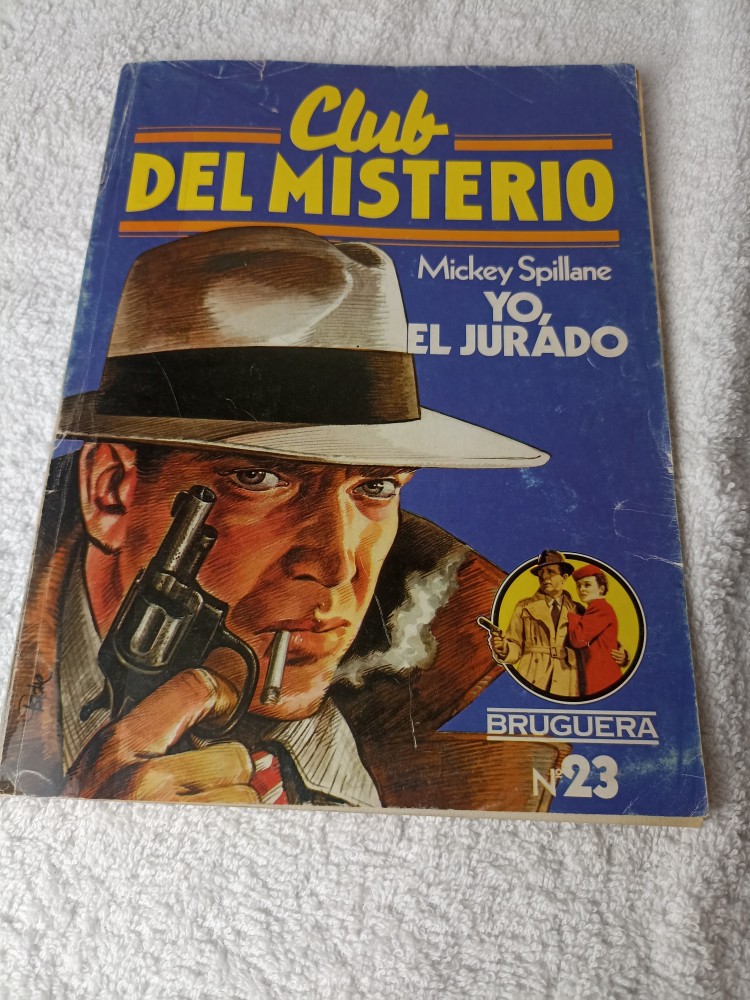 Club
DEL MISTERIO
Mickey Spillane
YO,
EL JURADO
BRUGUERA
Nº23